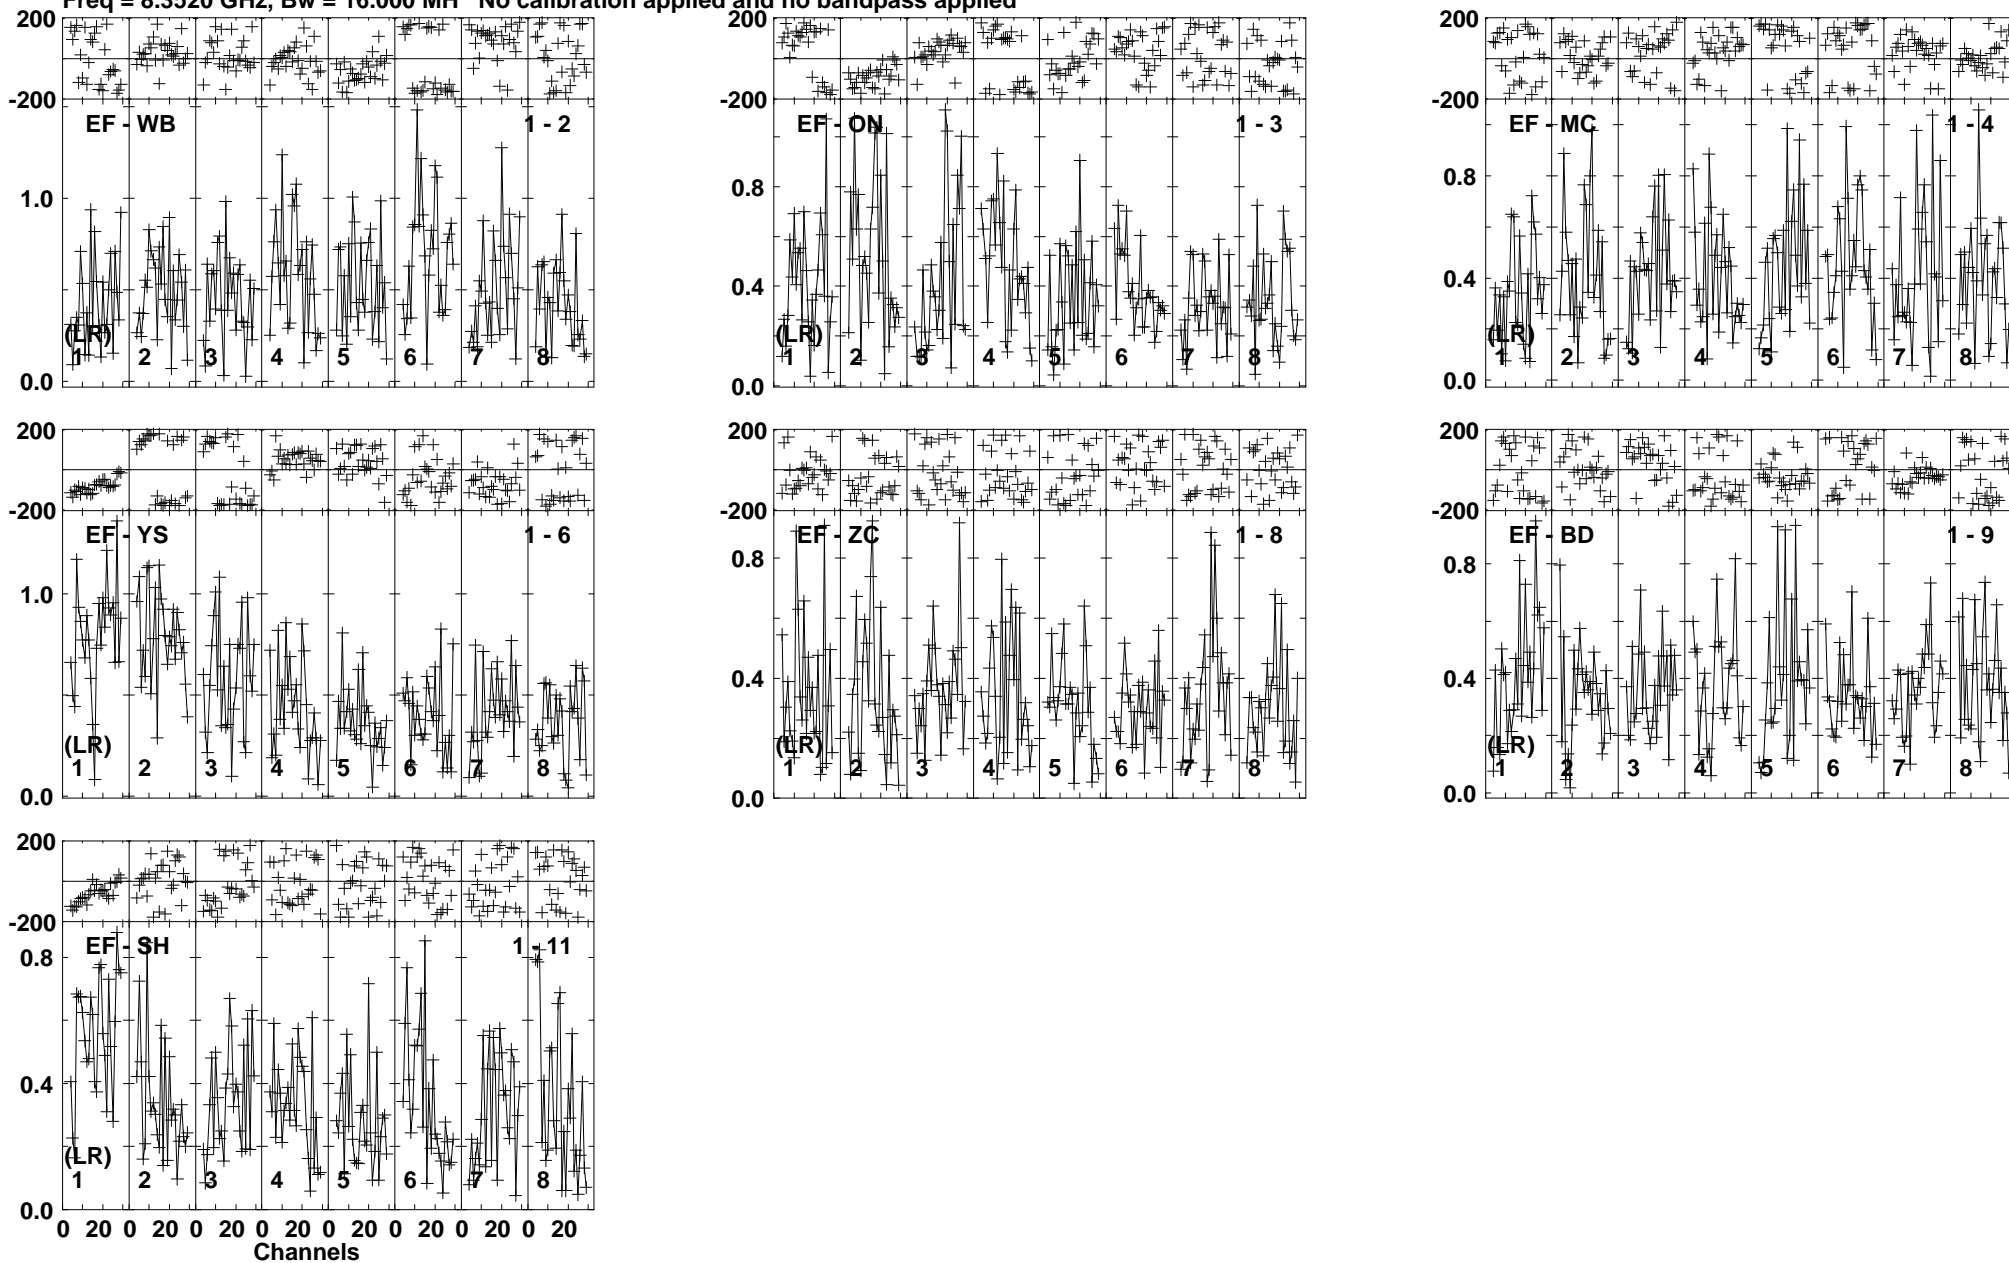 Freq = 8.3520 GHz, Bw = 16.000 MH No calibration applied and no bandpass applied
200 200 200
-200 -200 -200
EF - WB 1 - 2 EF - ON 1 - 3 EF - MC 1 - 4
1.0 0.8 0.8
0.4 0.4
(LR) (LR) (LR)
1 2 3 4 5 6 7 8 1 2 3 4 5 6 7 8 1 2 3 4 5 6 7 8
0.0 0.0 0.0
200 200 200
-200 -200 -200
EF - YS 1 - 6 EF - ZC 1 - 8 EF - BD 1 - 9
1.0 0.8 0.8
0.4 0.4
(LR) (LR) (LR)
1 2 3 4 5 6 7 8 1 2 3 4 5 6 7 8 1 2 3 4 5 6 7 8
0.0 0.0 0.0
200
-200
EF - SH 1 - 11
0.8
0.4
(LR)
1 2 3 4 5 6 7 8
0.0
0 20 0 20 0 20 0 20 0 20 0 20 0 20 0 20
Channels